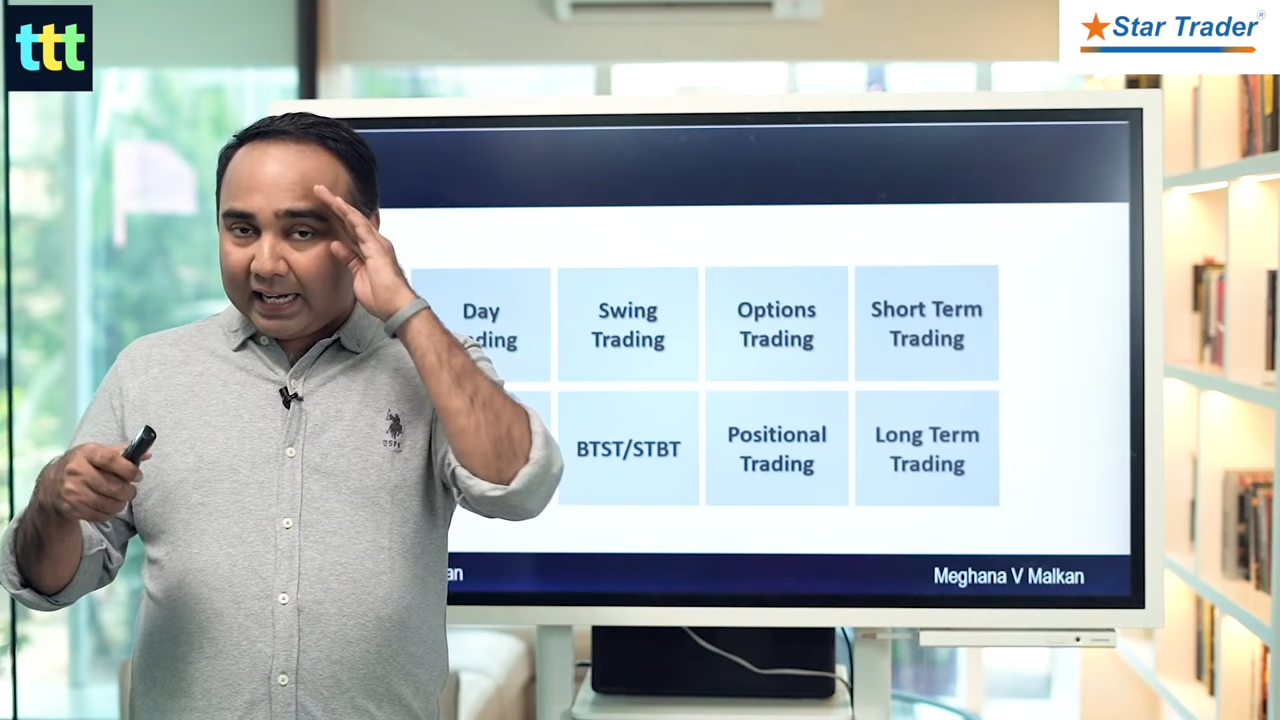 ttt
Star Trader®
Day
Swing
Trading
Options
Trading
Short Term
Trading
BTST/STBT
Positional
Trading
Long Term
Trading
Meghana V Malkan